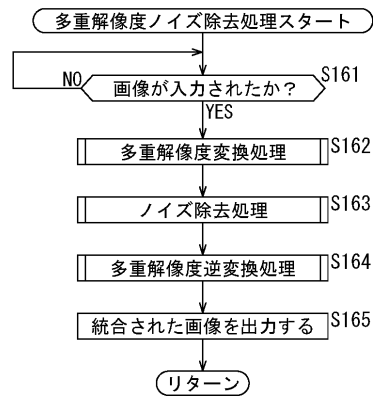 多重解像度ノイズ除去処理スタート
画像が入力されたか？
S161
NO
YES
多重解像度変換処理
S162
ノイズ除去処理
S163
多重解像度逆変換処理
S164
統合された画像を出力する
S165
リターン